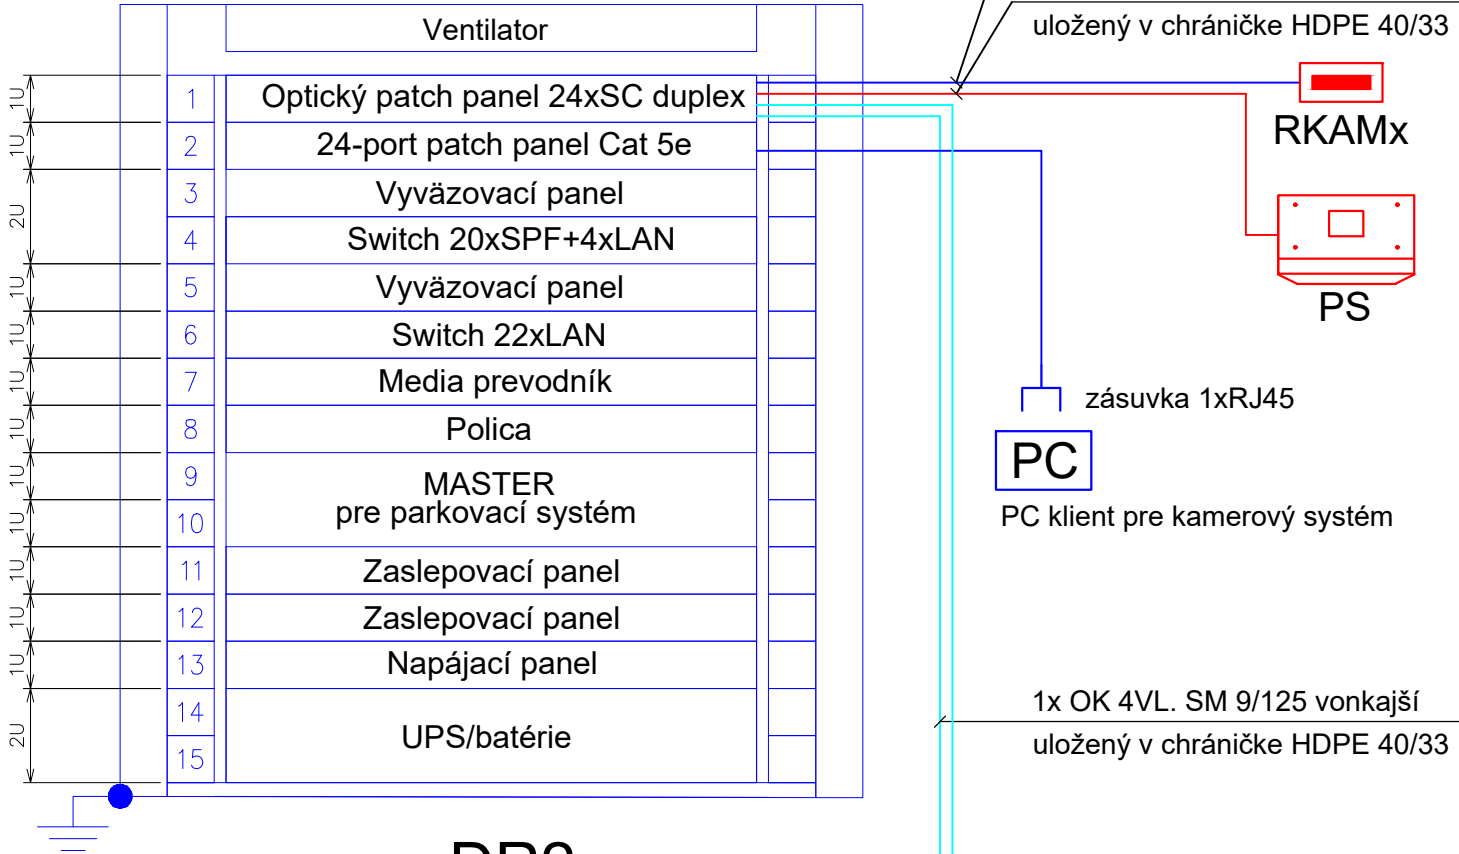 Ventilator
uložený v chráničke HDPE 40/33
1U
1
Optický patch panel 24xSC duplex
RKAMx
1U
2
24-port patch panel Cat 5e
2U
3
Vyväzovací panel
4
Switch 20xSPF+4xLAN
PS
1U
5
Vyväzovací panel
1U
6
Switch 22xLAN
1U
7
Media prevodník
zásuvka 1xRJ45
1U
8
Polica
PC
PC klient pre kamerový systém
1U
9
MASTER
pre parkovací systém
1U
10
1U
11
Zaslepovací panel
1U
12
Zaslepovací panel
1U
13
Napájací panel
2U
14
UPS/batérie
15
1x OK 4VL. SM 9/125 vonkajší
uložený v chráničke HDPE 40/33